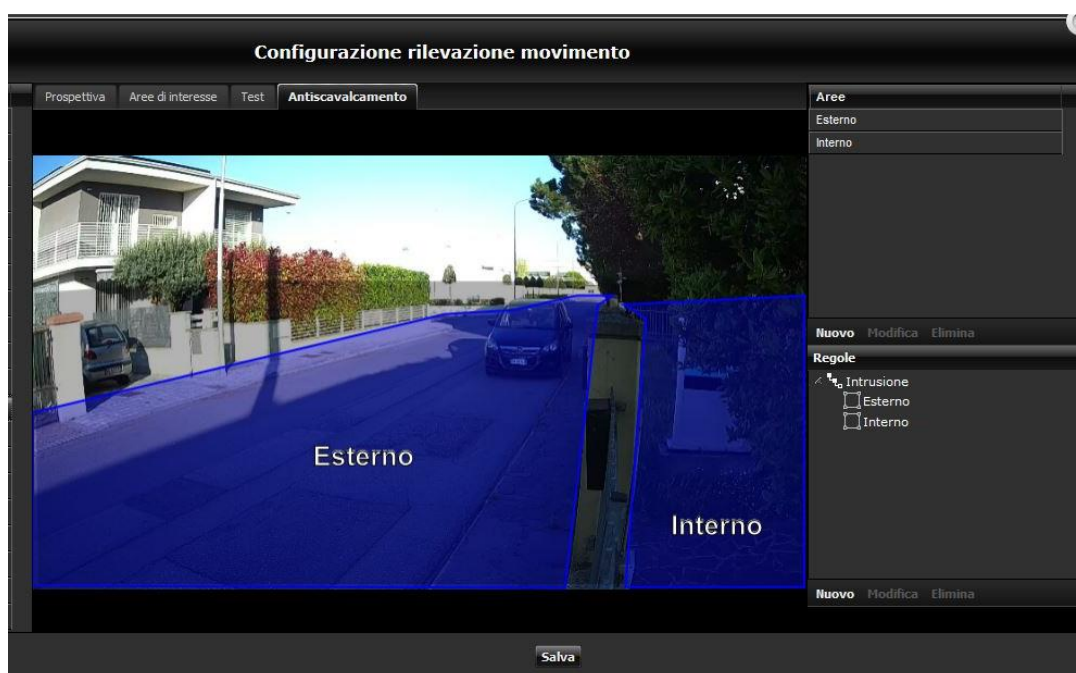 Configurazione rilevazione movimento
Prospettiva Aree di interesse Test Antiscavalcamento
Aree
Esterno
Interno
Esterno
Interno
Nuovo Modifica Elimina
Regole
Intrusione
Esterno
Interno
Nuovo Modifica Elimina
Salva